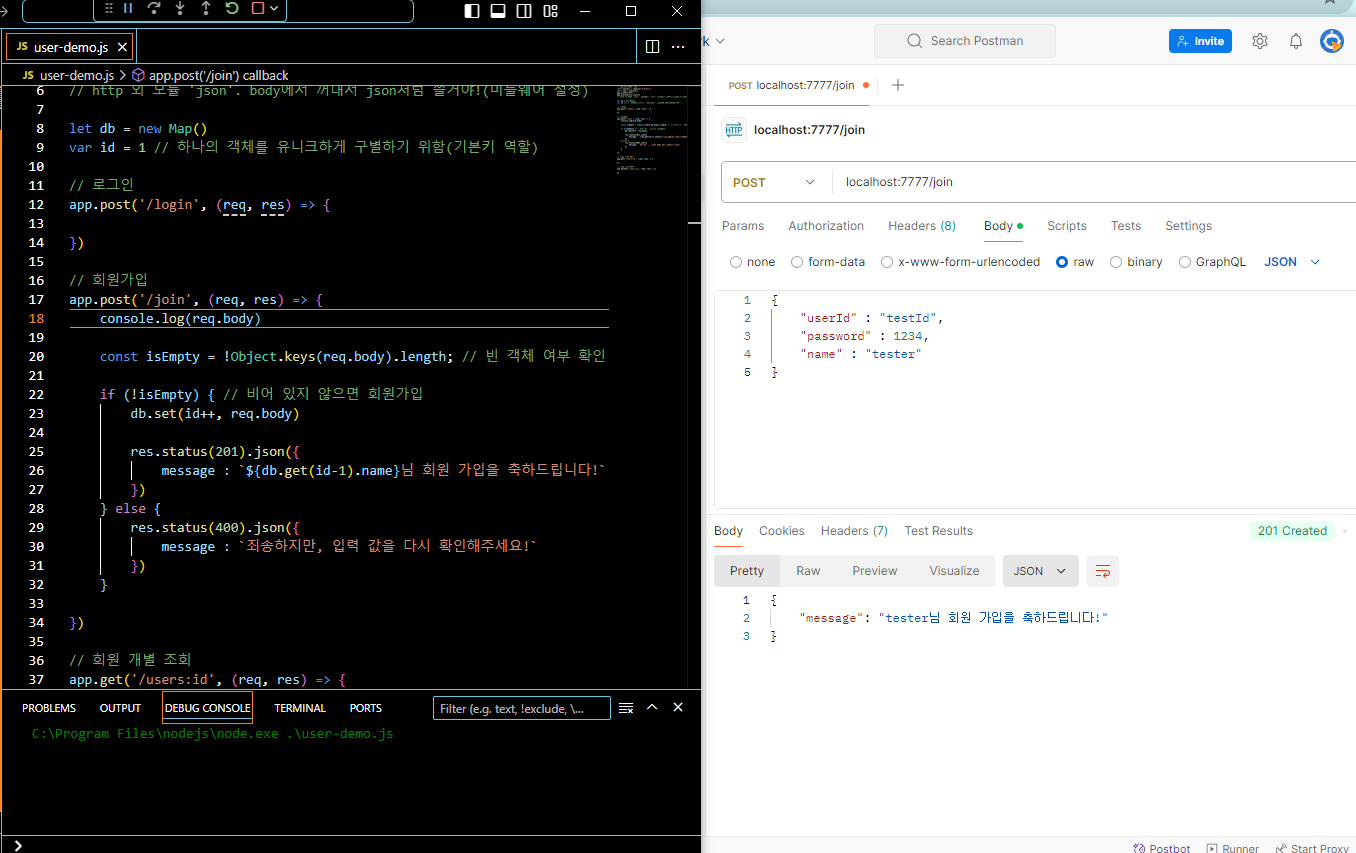 user-demo.js
user-demo.js > app.post('/join') callback
6 // http 외 모듈 'json': body에서 꺼내서 json처럼 쓸거야!(미들웨어 설정)
7
8 let db = new Map()
9 var id = 1 // 하나의 객체를 유니크하게 구별하기 위함(기본키 역할)
10
11 // 로그인
12 app.post('/login', (req, res) => {
13
14 })
15
16 // 회원가입
17 app.post('/join', (req, res) => {
18 console.log(req.body)
19
20 const isEmpty = !Object.keys(req.body).length; // 빈 객체 여부 확인
21
22 if (!isEmpty) { // 비어 있지 않으면 회원가입
23 db.set(id++, req.body)
24
25 res.status(201).json({
26 message : `${db.get(id-1).name}님 회원 가입을 축하드립니다!`
27 })
28 } else {
29 res.status(400).json({
30 message : `죄송하지만, 입력 값을 다시 확인해주세요!`
31 })
32 }
33
34 })
35
36 // 회원 개별 조회
37 app.get('/users:id', (req, res) => {
PROBLEMS OUTPUT DEBUG CONSOLE TERMINAL PORTS Filter (e.g. text, !exclude, \...
C:\Program Files\nodejs\node.exe .\user-demo.js
k Search Postman Invite
POST localhost:7777/join
HTTP localhost:7777/join
POST localhost:7777/join
Params Authorization Headers (8) Body Scripts Tests Settings
none form-data x-www-form-urlencoded raw binary GraphQL JSON
1 {
2 "userId" : "testId",
3 "password" : 1234,
4 "name" : "tester"
5 }
Body Cookies Headers (7) Test Results 201 Created
Pretty Raw Preview Visualize JSON
1 {
2 "message": "tester님 회원 가입을 축하드립니다!"
3 }
Postbot Runner Start Proxy